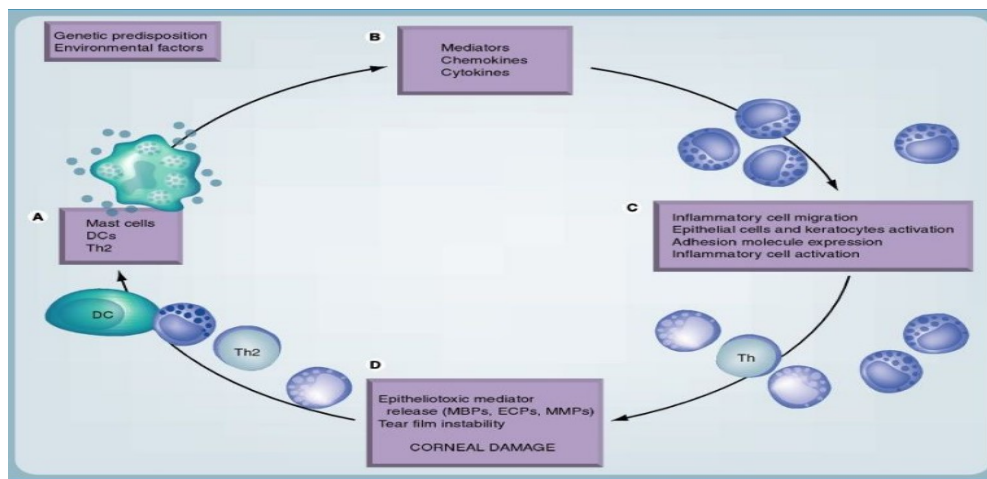 Genetic predisposition
Environmental factors
B
Mediators
Chemokines
Cytokines
A
Mast cells
DCs
Th2
C
Inflammatory cell migration
Epithelial cells and keratocytes activation
Adhesion molecule expression
Inflammatory cell activation
DC
Th2
Th
D
Epitheliotoxic mediator
release (MBPs, ECPs, MMPs)
Tear film instability
CORNEAL DAMAGE